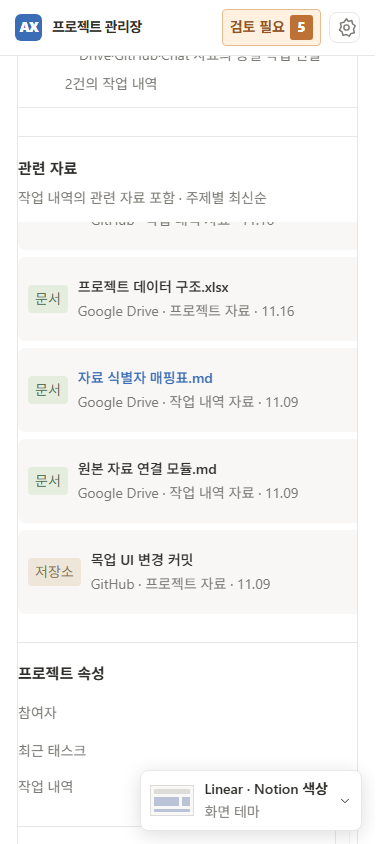 AX 프로젝트 관리장
검토 필요 5
2건의 작업 내역
관련 자료
작업 내역의 관련 자료 포함 · 주제별 최신순
문서
프로젝트 데이터 구조.xlsx
Google Drive · 프로젝트 자료 · 11.16
문서
자료 식별자 매핑표.md
Google Drive · 작업 내역 자료 · 11.09
문서
원본 자료 연결 모듈.md
Google Drive · 작업 내역 자료 · 11.09
저장소
목업 UI 변경 커밋
GitHub · 프로젝트 자료 · 11.09
프로젝트 속성
참여자
최근 태스크
작업 내역
Linear · Notion 색상
화면 테마